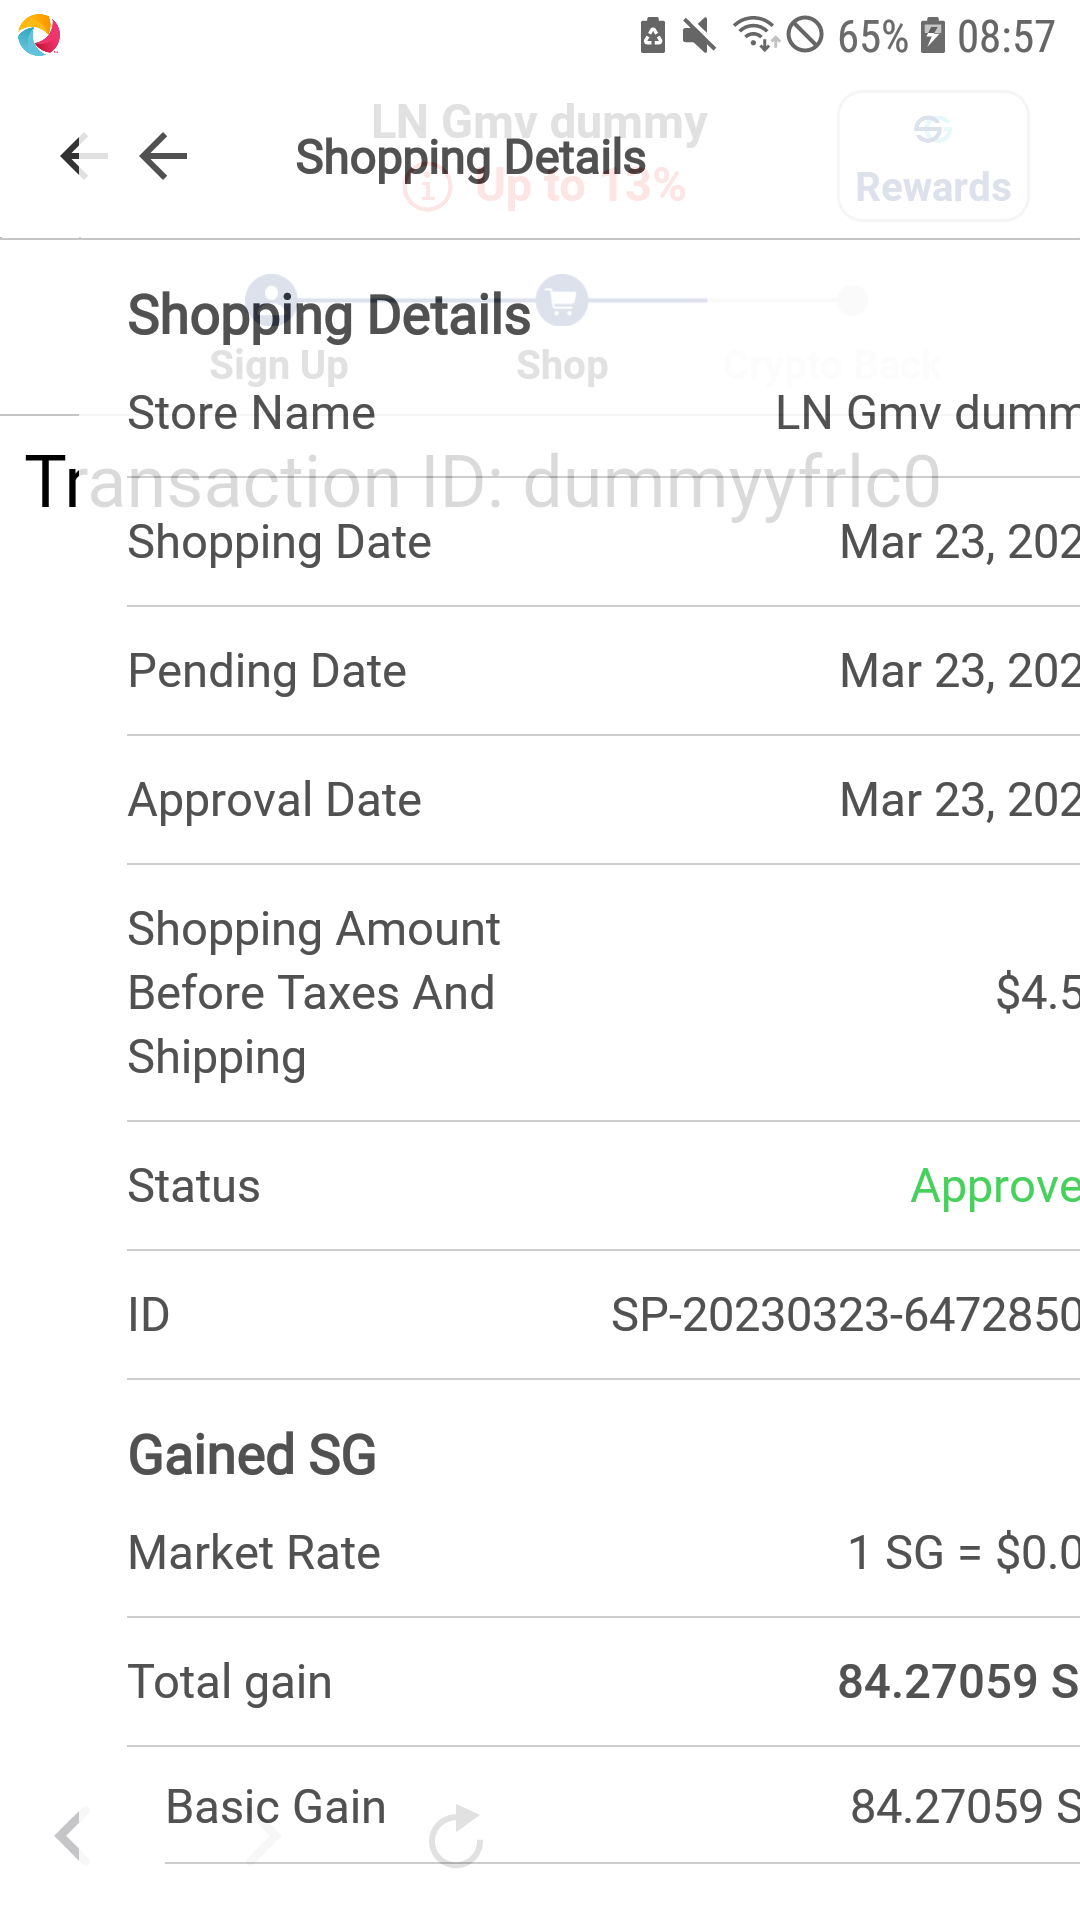 65% 08:57
LN Gmv dummy
Shopping Details
Up to 13%
Rewards
Shopping Details
Sign Up Shop Crypto Back
Store Name LN Gmv dumm
Transaction ID: dummyyfrlc0
Shopping Date Mar 23, 202
Pending Date Mar 23, 202
Approval Date Mar 23, 202
Shopping Amount
Before Taxes And $4.5
Shipping
Status Approve
ID SP-20230323-6472850
Gained SG
Market Rate 1 SG = $0.0
Total gain 84.27059 S
Basic Gain 84.27059 S